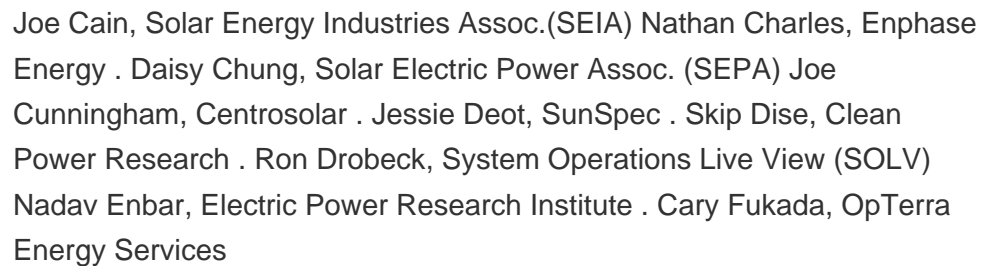 Joe Cain, Solar Energy Industries Assoc.(SEIA) Nathan Charles, Enphase
Energy . Daisy Chung, Solar Electric Power Assoc. (SEPA) Joe
Cunningham, Centrosolar . Jessie Deot, SunSpec . Skip Dise, Clean
Power Research . Ron Drobeck, System Operations Live View (SOLV)
Nadav Enbar, Electric Power Research Institute . Cary Fukada, OpTerra
Energy Services